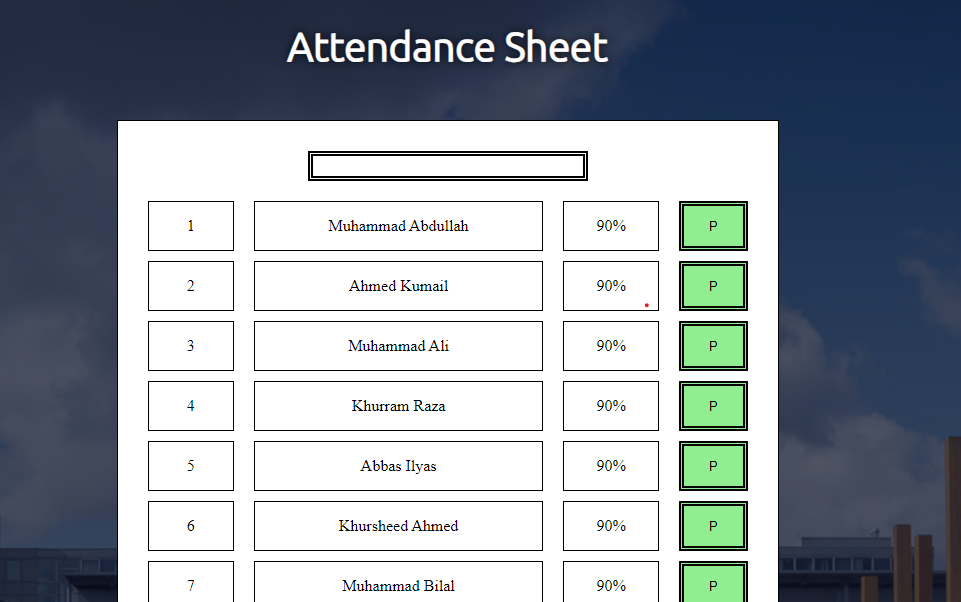 Attendance Sheet
1 Muhammad Abdullah 90% P
2 Ahmed Kumail 90% P
3 Muhammad Ali 90% P
4 Khurram Raza 90% P
5 Abbas Ilyas 90% P
6 Khursheed Ahmed 90% P
7 Muhammad Bilal 90% P